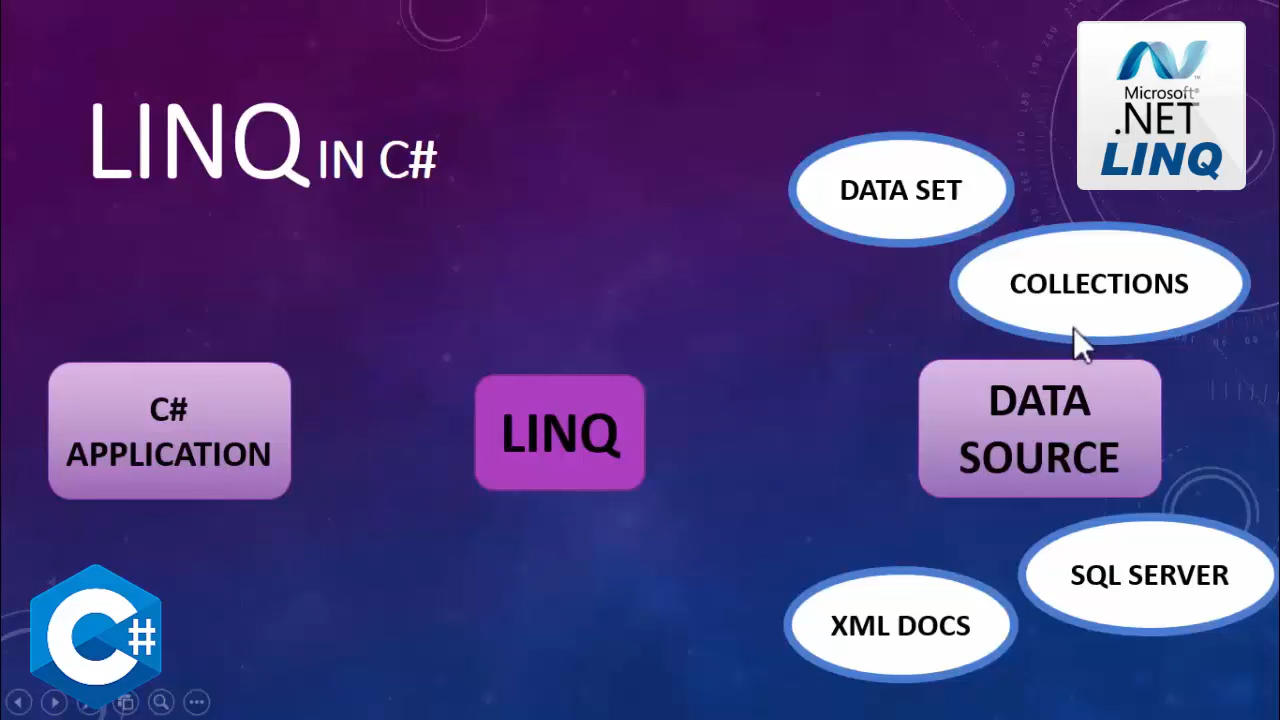 LINQ IN C#
Microsoft®
.NET
LINQ
DATA SET
COLLECTIONS
C#
APPLICATION
LINQ
DATA
SOURCE
SQL SERVER
XML DOCS
C#